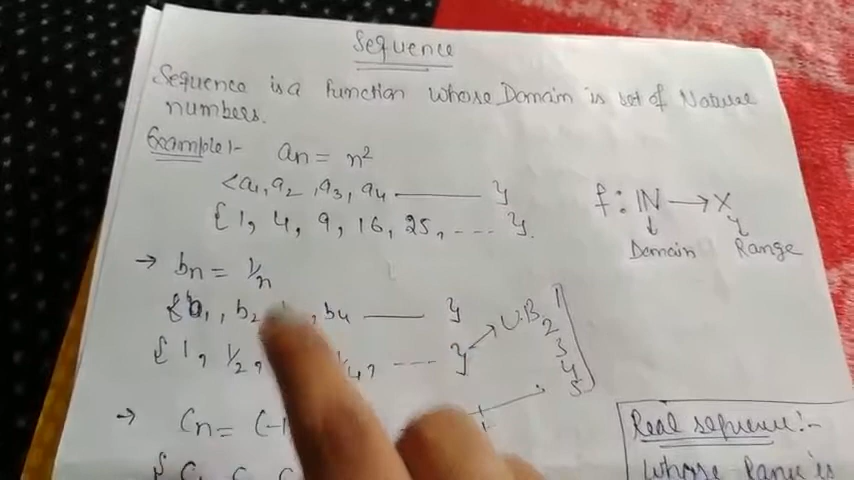 Sequence
Sequence is a function whose Domain is set of Natural
numbers.
Example:- an = n²
<a1, a2, a3, a4 ——— }
{1, 4, 9, 16, 25, ---- }.
f: IN → X
Domain Range
→ bn = 1/n
{b1, b2, , b4 ——— }
{1, 1/2, 1/4, ---- }
U.B 1
2
3
4
5
→ Cn = (-1
{ C C C
Real sequence:-
whose Range is